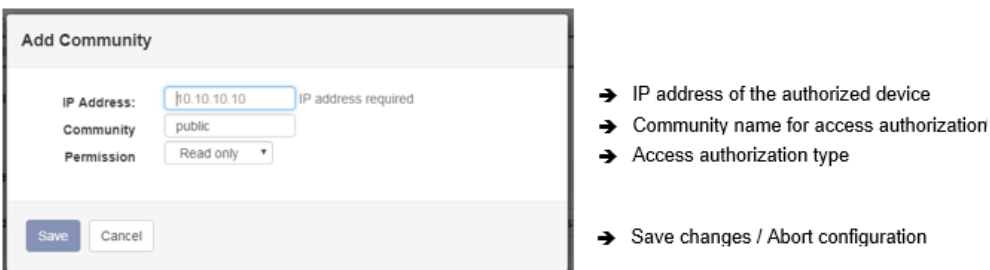 Add Community
IP Address: 10.10.10.10 IP address required
Community public
Permission Read only
Save Cancel
➔ IP address of the authorized device
➔ Community name for access authorization
➔ Access authorization type
➔ Save changes / Abort configuration